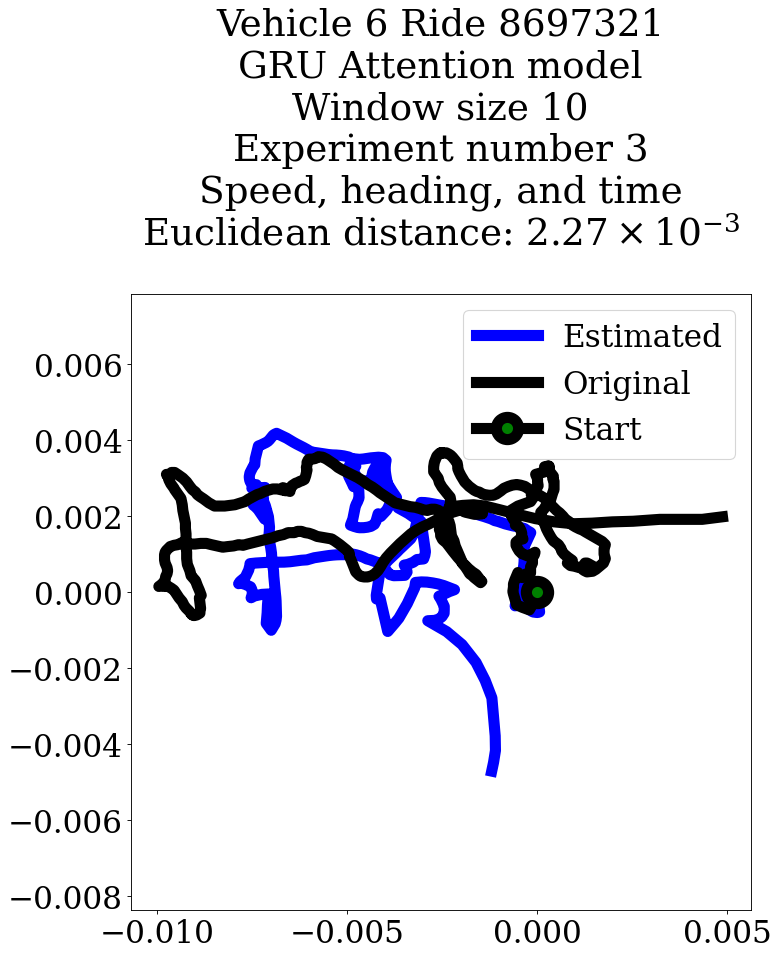 Vehicle 6 Ride 8697321
GRU Attention model
Window size 10
Experiment number 3
Speed, heading, and time
Euclidean distance: 2.27 × 10⁻³
Estimated
Original
Start
0.006
0.004
0.002
0.000
−0.002
−0.004
−0.006
−0.008
−0.010 −0.005 0.000 0.005